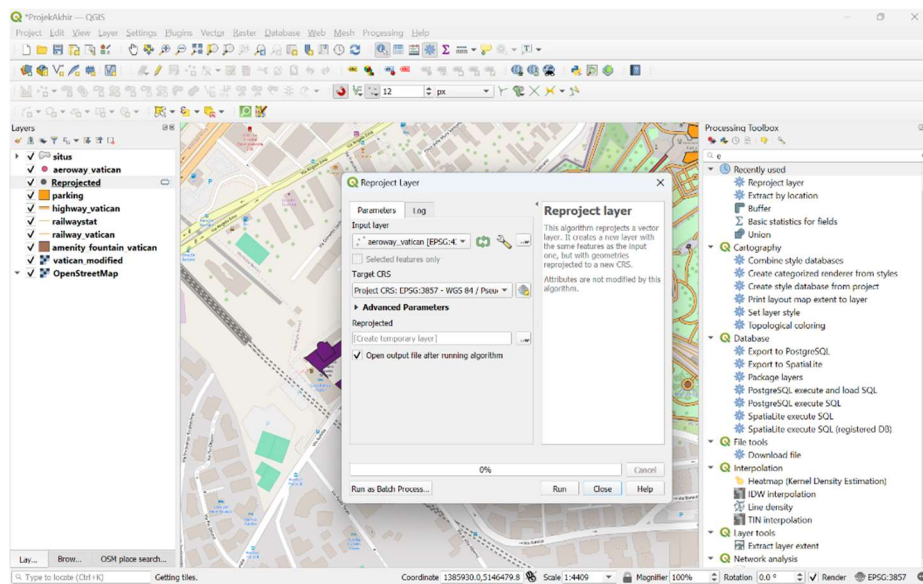 *ProjekAkhir — QGIS
Project Edit View Layer Settings Plugins Vector Raster Database Web Mesh Processing Help
12
px
Layers
situs
aeroway_vatican
Reprojected
parking
highway_vatican
railwaystat
railway_vatican
amenity_fountain_vatican
vatican_modified
OpenStreetMap
Reproject Layer
Parameters
Log
Input layer
aeroway_vatican [EPSG:4
Selected features only
Target CRS
Project CRS: EPSG:3857 - WGS 84 / Pseu
Advanced Parameters
Reprojected
[Create temporary layer]
Open output file after running algorithm
Reproject layer
This algorithm reprojects a vector
layer. It creates a new layer with
the same features as the input
one, but with geometries
reprojected to a new CRS.
Attributes are not modified by this
algorithm.
0%
Cancel
Run as Batch Process...
Run
Close
Help
Processing Toolbox
e
Recently used
Reproject layer
Extract by location
Buffer
Basic statistics for fields
Union
Cartography
Combine style databases
Create categorized renderer from styles
Create style database from project
Print layout map extent to layer
Set layer style
Topological coloring
Database
Export to PostgreSQL
Export to SpatiaLite
Package layers
PostgreSQL execute and load SQL
PostgreSQL execute SQL
SpatiaLite execute SQL
SpatiaLite execute SQL (registered DB)
File tools
Download file
Interpolation
Heatmap (Kernel Density Estimation)
IDW interpolation
Line density
TIN interpolation
Layer tools
Extract layer extent
Network analysis
Lay... Brow... OSM place search...
Type to locate (Ctrl+K)
Getting tiles.
Coordinate 1385930.0,5146479.8
Scale 1:4409
Magnifier 100%
Rotation 0.0 °
Render
EPSG:3857